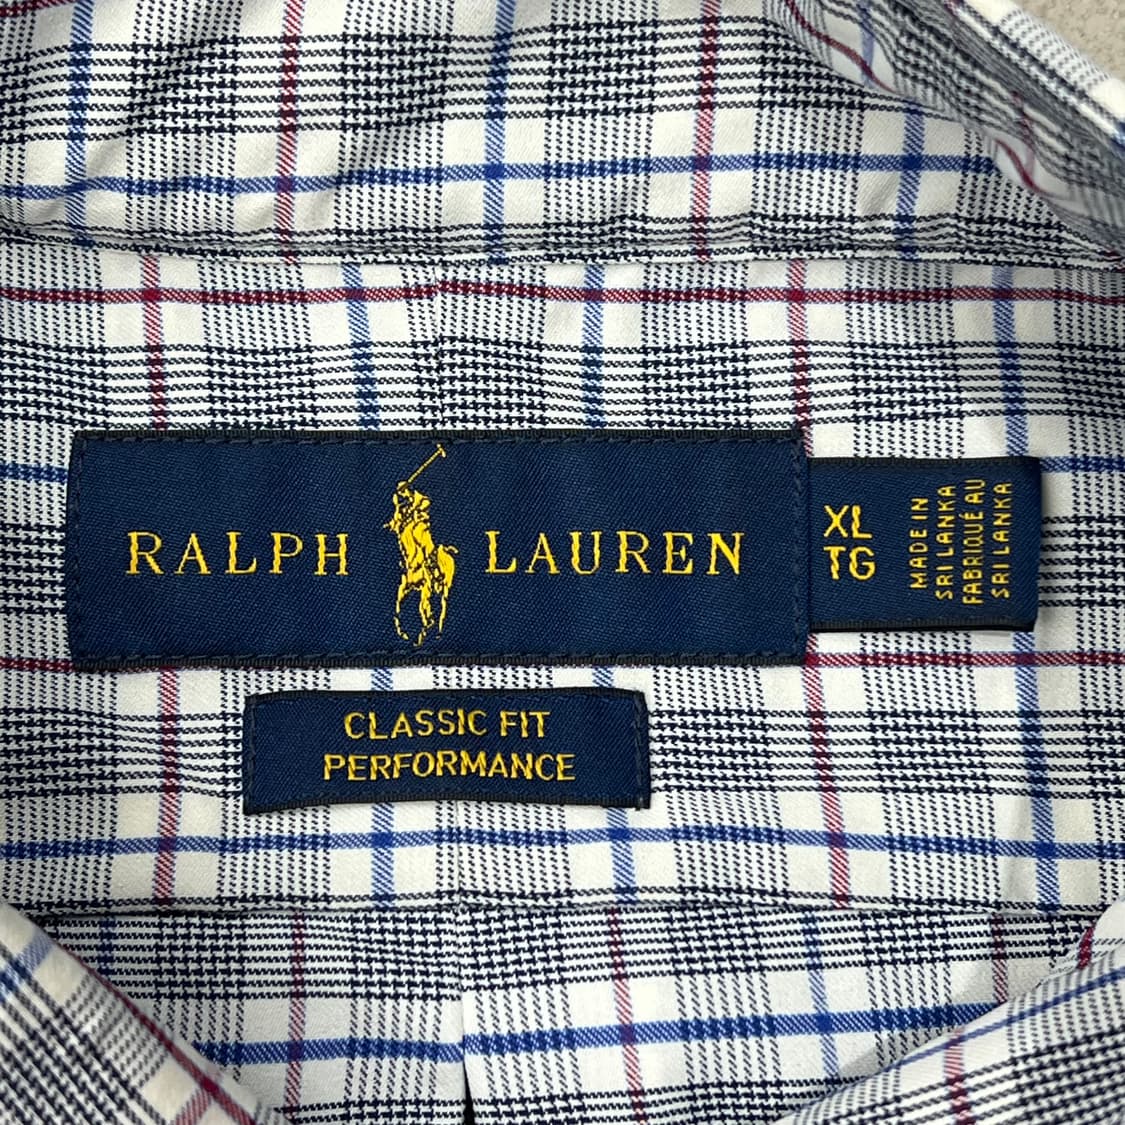 RALPH LAUREN
XL
TG
MADE IN
SRI LANKA
FABRIQUÉ AU
SRI LANKA
CLASSIC FIT
PERFORMANCE